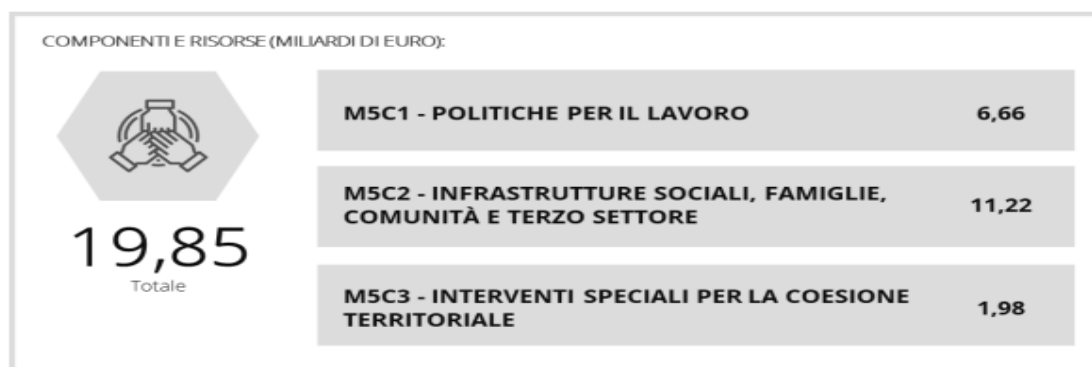 COMPONENTI E RISORSE (MILIARDI DI EURO):
M5C1 - POLITICHE PER IL LAVORO 6,66
M5C2 - INFRASTRUTTURE SOCIALI, FAMIGLIE,
COMUNITÀ E TERZO SETTORE 11,22
19,85
Totale
M5C3 - INTERVENTI SPECIALI PER LA COESIONE
TERRITORIALE 1,98